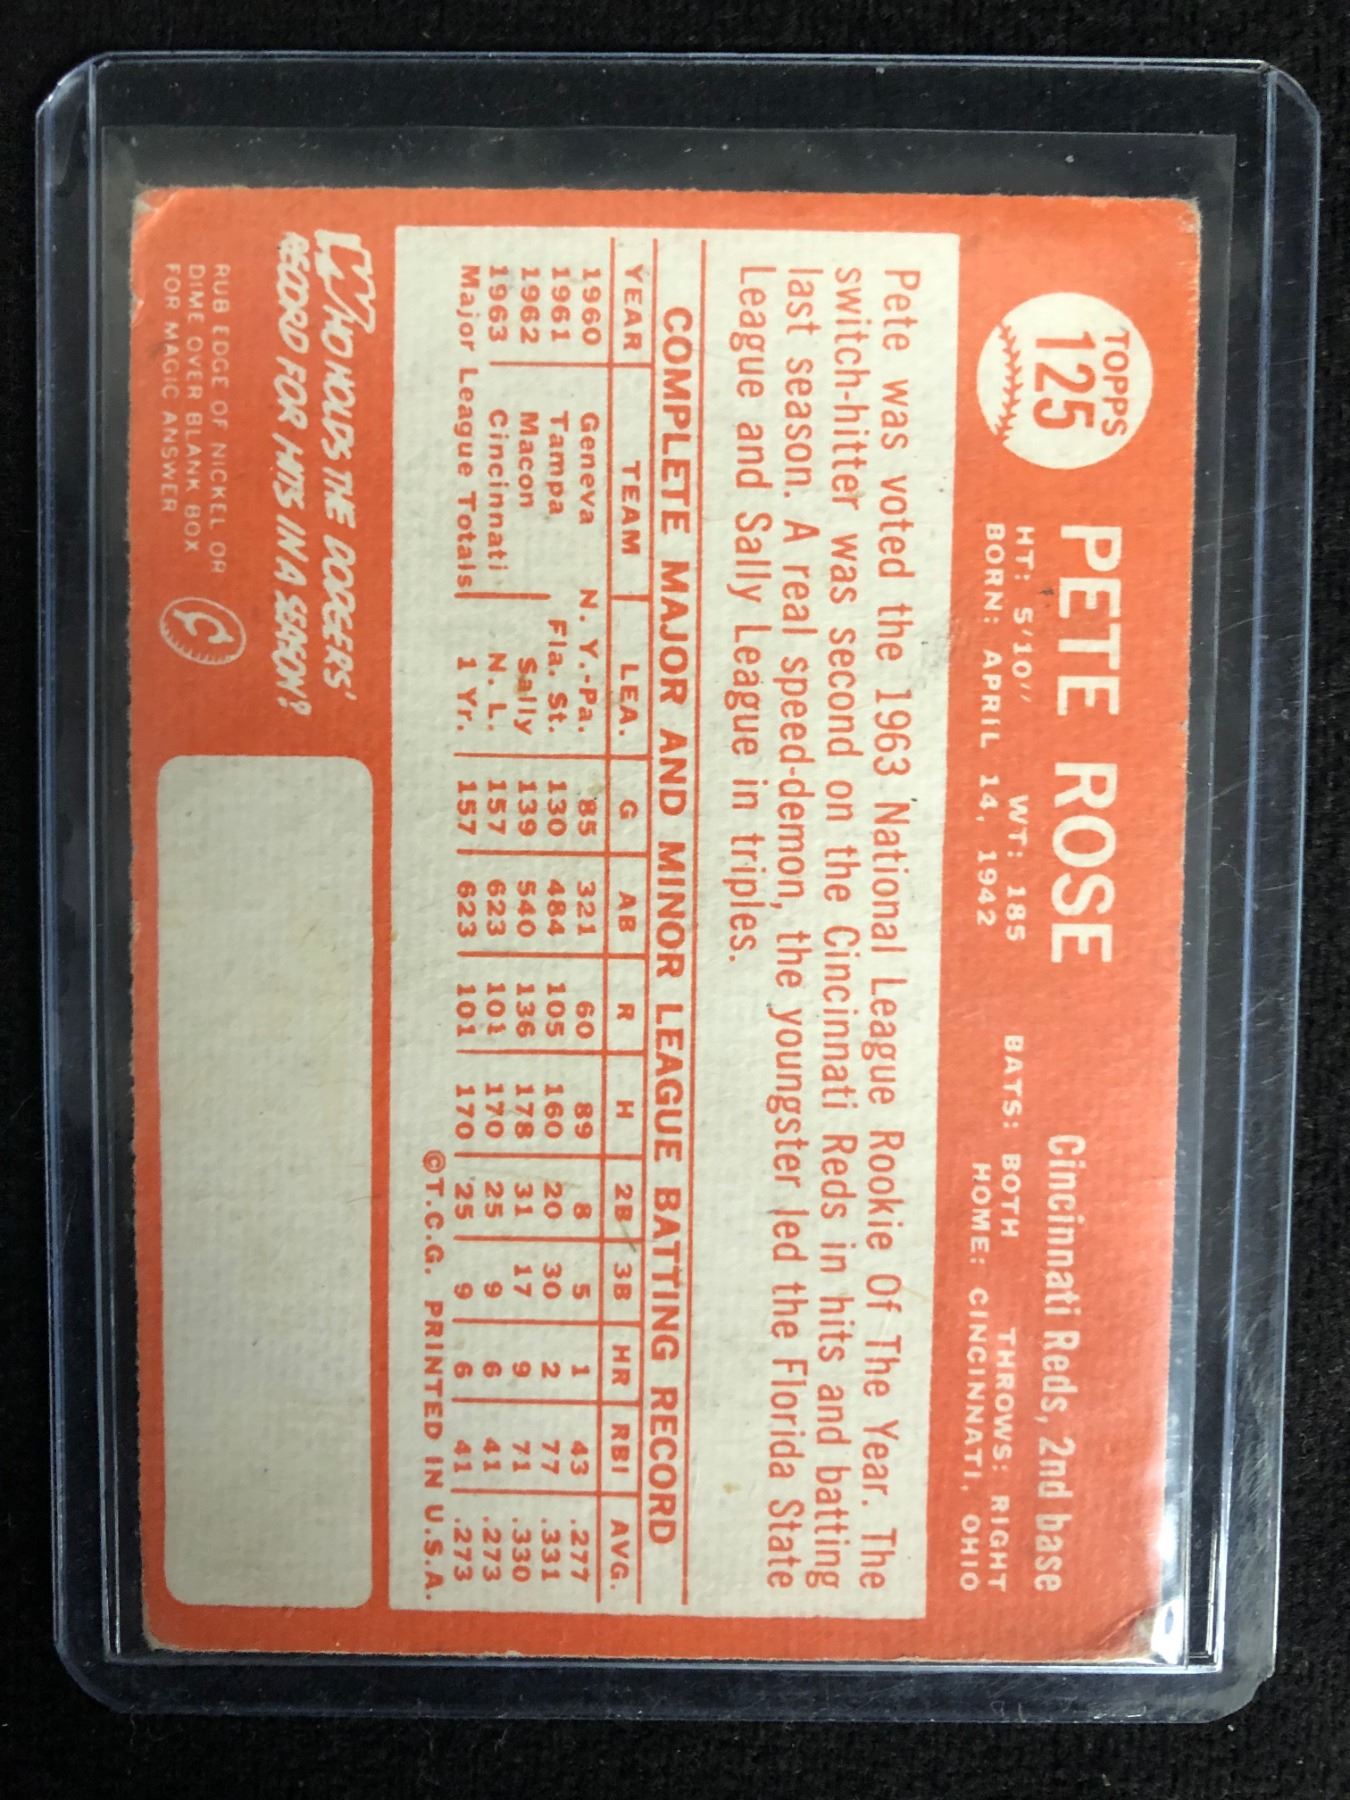 TOPPS
125
PETE ROSE
Cincinnati Reds, 2nd base
HT: 5'10" WT: 185 BATS: BOTH THROWS: RIGHT
BORN: APRIL 14, 1942 HOME: CINCINNATI, OHIO
Pete was voted the 1963 National League Rookie Of The Year. The
switch-hitter was second on the Cincinnati Reds in hits and batting
last season. A real speed-demon, the youngster led the Florida State
League and Sally League in triples.
COMPLETE MAJOR AND MINOR LEAGUE BATTING RECORD
YEAR TEAM LEA. G AB R H 2B 3B HR RBI AVG.
1960 Geneva N. Y.-Pa. 85 321 60 89 8 5 1 43 .277
1961 Tampa Fla. St. 130 484 105 160 20 30 2 77 .331
1962 Macon Sally 139 540 136 178 31 17 9 71 .330
1963 Cincinnati N. L. 157 623 101 170 25 9 6 41 .273
Major League Totals 1 Yr. 157 623 101 170 25 9 6 41 .273
©T.C.G. PRINTED IN U.S.A.
WHO HOLDS THE DODGERS'
RECORD FOR HITS IN A SEASON?
RUB EDGE OF NICKEL OR
DIME OVER BLANK BOX
FOR MAGIC ANSWER
C